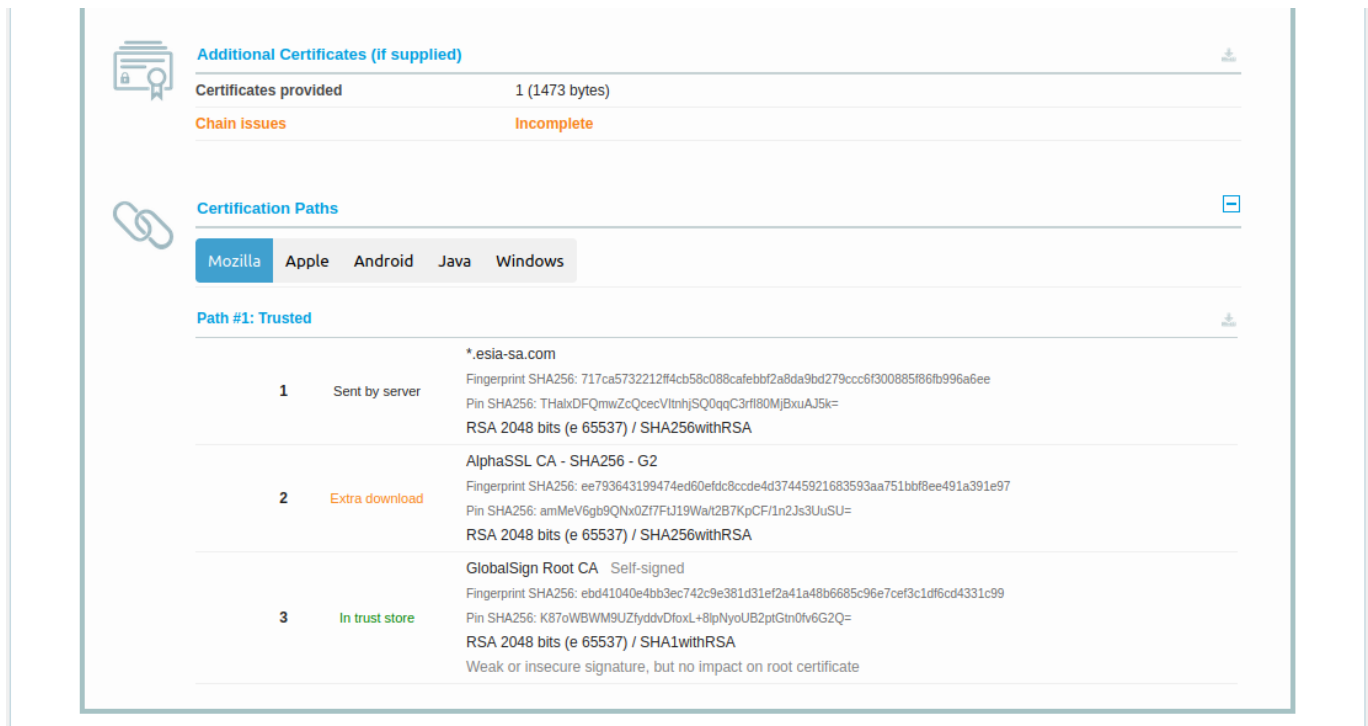 Additional Certificates (if supplied)
Certificates provided 1 (1473 bytes)
Chain issues Incomplete
Certification Paths
Mozilla Apple Android Java Windows
Path #1: Trusted
*.esia-sa.com
Fingerprint SHA256: 717ca5732212ff4cb58c088cafebbf2a8da9bd279ccc6f300885f86fb996a6ee
1 Sent by server
Pin SHA256: THalxDFQmwZcQcecVItnhjSQ0qqC3rfI80MjBxuAJ5k=
RSA 2048 bits (e 65537) / SHA256withRSA
AlphaSSL CA - SHA256 - G2
Fingerprint SHA256: ee793643199474ed60efdc8ccde4d37445921683593aa751bbf8ee491a391e97
2 Extra download
Pin SHA256: amMeV6gb9QNx0Zf7FtJ19Wa/t2B7KpCF/1n2Js3UuSU=
RSA 2048 bits (e 65537) / SHA256withRSA
GlobalSign Root CA Self-signed
Fingerprint SHA256: ebd41040e4bb3ec742c9e381d31ef2a41a48b6685c96e7cef3c1df6cd4331c99
3 In trust store
Pin SHA256: K87oWBWM9UZfyddvDfoxL+8lpNyoUB2ptGtn0fv6G2Q=
RSA 2048 bits (e 65537) / SHA1withRSA
Weak or insecure signature, but no impact on root certificate